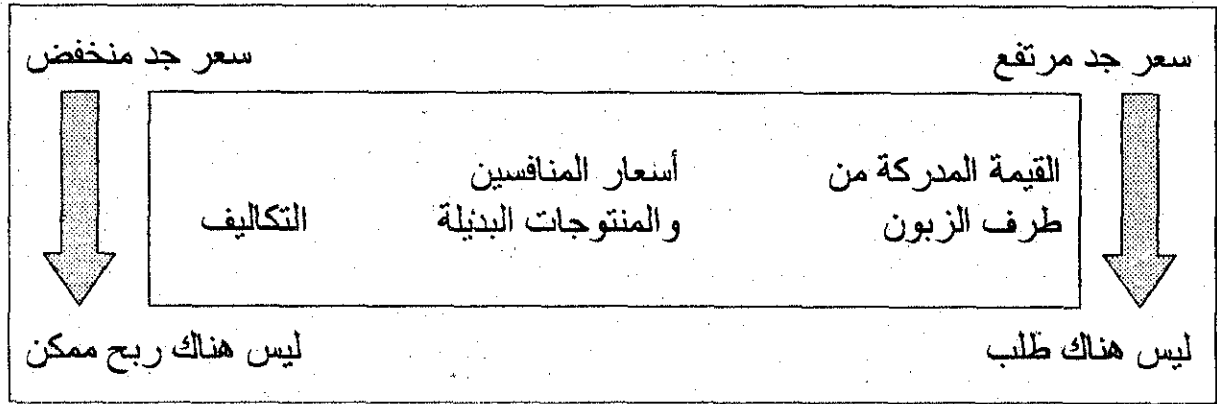 سعر جد مرتفع
سعر جد منخفض
القيمة المدركة من
طرف الزبون
أسعار المنافسين
والمنتوجات البديلة
التكاليف
ليس هناك طلب
ليس هناك ربح ممكن